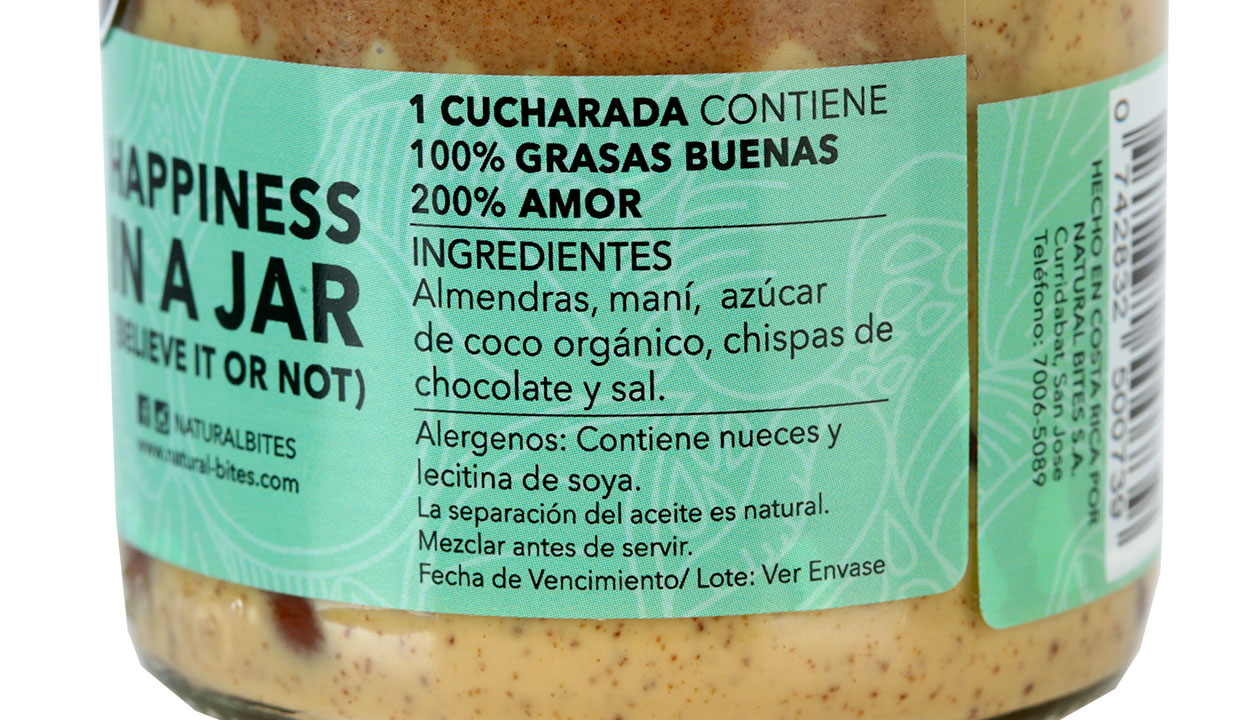 HAPPINESS
IN A JAR
(BELIEVE IT OR NOT)
NATURALBITES
www.natural-bites.com
1 CUCHARADA CONTIENE
100% GRASAS BUENAS
200% AMOR
INGREDIENTES
Almendras, maní, azúcar
de coco orgánico, chispas de
chocolate y sal.
Alergenos: Contiene nueces y
lecitina de soya.
La separación del aceite es natural.
Mezclar antes de servir.
Fecha de Vencimiento/ Lote: Ver Envase
HECHO EN COSTA RICA POR
NATURAL BITES S.A.
Curridabat, San Jose
Teléfono: 7006-5089
0 742832 500739